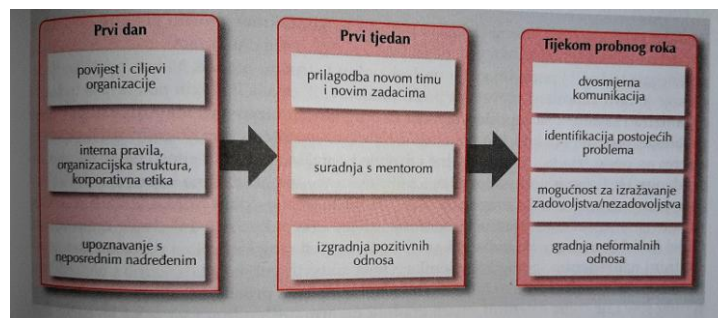 Prvi dan
povijest i ciljevi
organizacije
interna pravila,
organizacijska struktura,
korporativna etika
upoznavanje s
neposrednim nadređenim
Prvi tjedan
prilagodba novom timu
i novim zadacima
suradnja s mentorom
izgradnja pozitivnih
odnosa
Tijekom probnog roka
dvosmjerna
komunikacija
identifikacija postojećih
problema
mogućnost za izražavanje
zadovoljstva/nezadovoljstva
gradnja neformalnih
odnosa